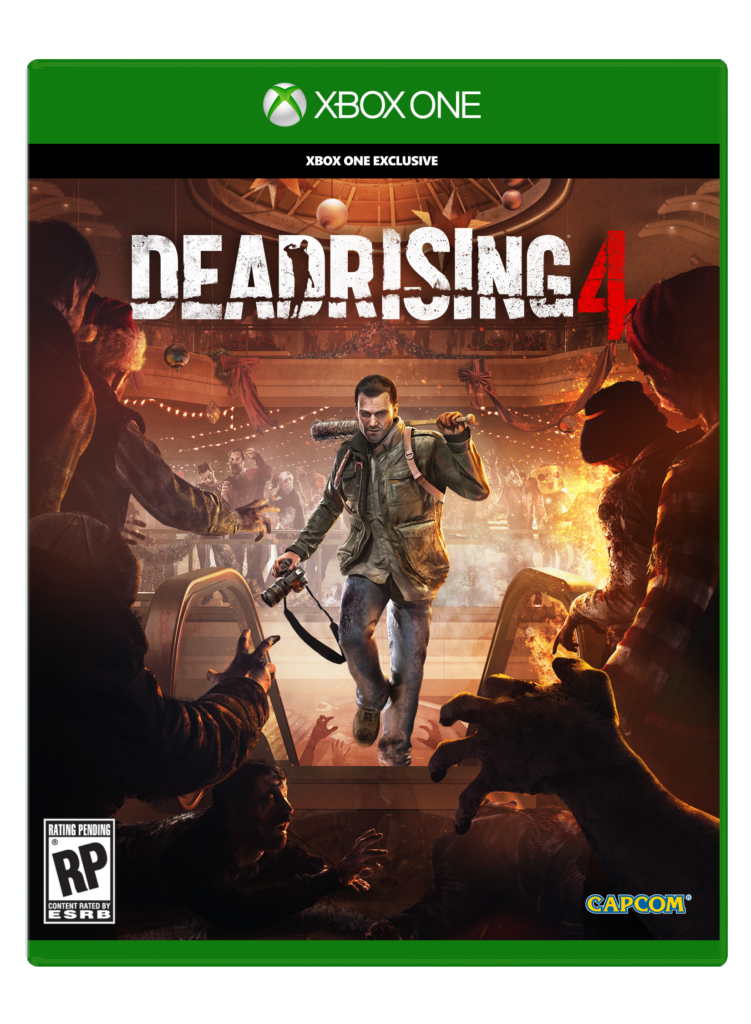 XBOX ONE
XBOX ONE EXCLUSIVE
DEADRISING 4
RATING PENDING
RP
®
CONTENT RATED BY
ESRB
CAPCOM®